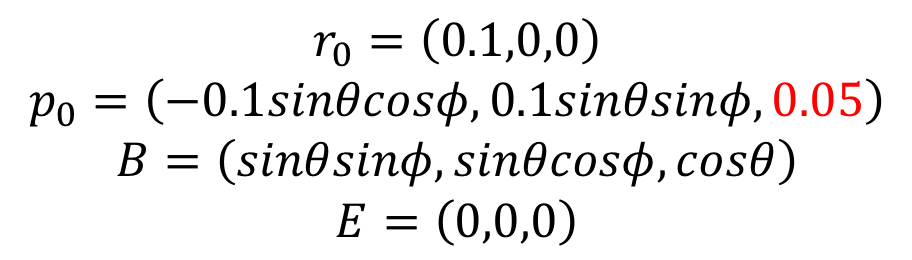 r₀ = (0.1,0,0)
p₀ = (−0.1sinθcosϕ, 0.1sinθsinϕ, 0.05)
B = (sinθsinϕ, sinθcosϕ, cosθ)
E = (0,0,0)